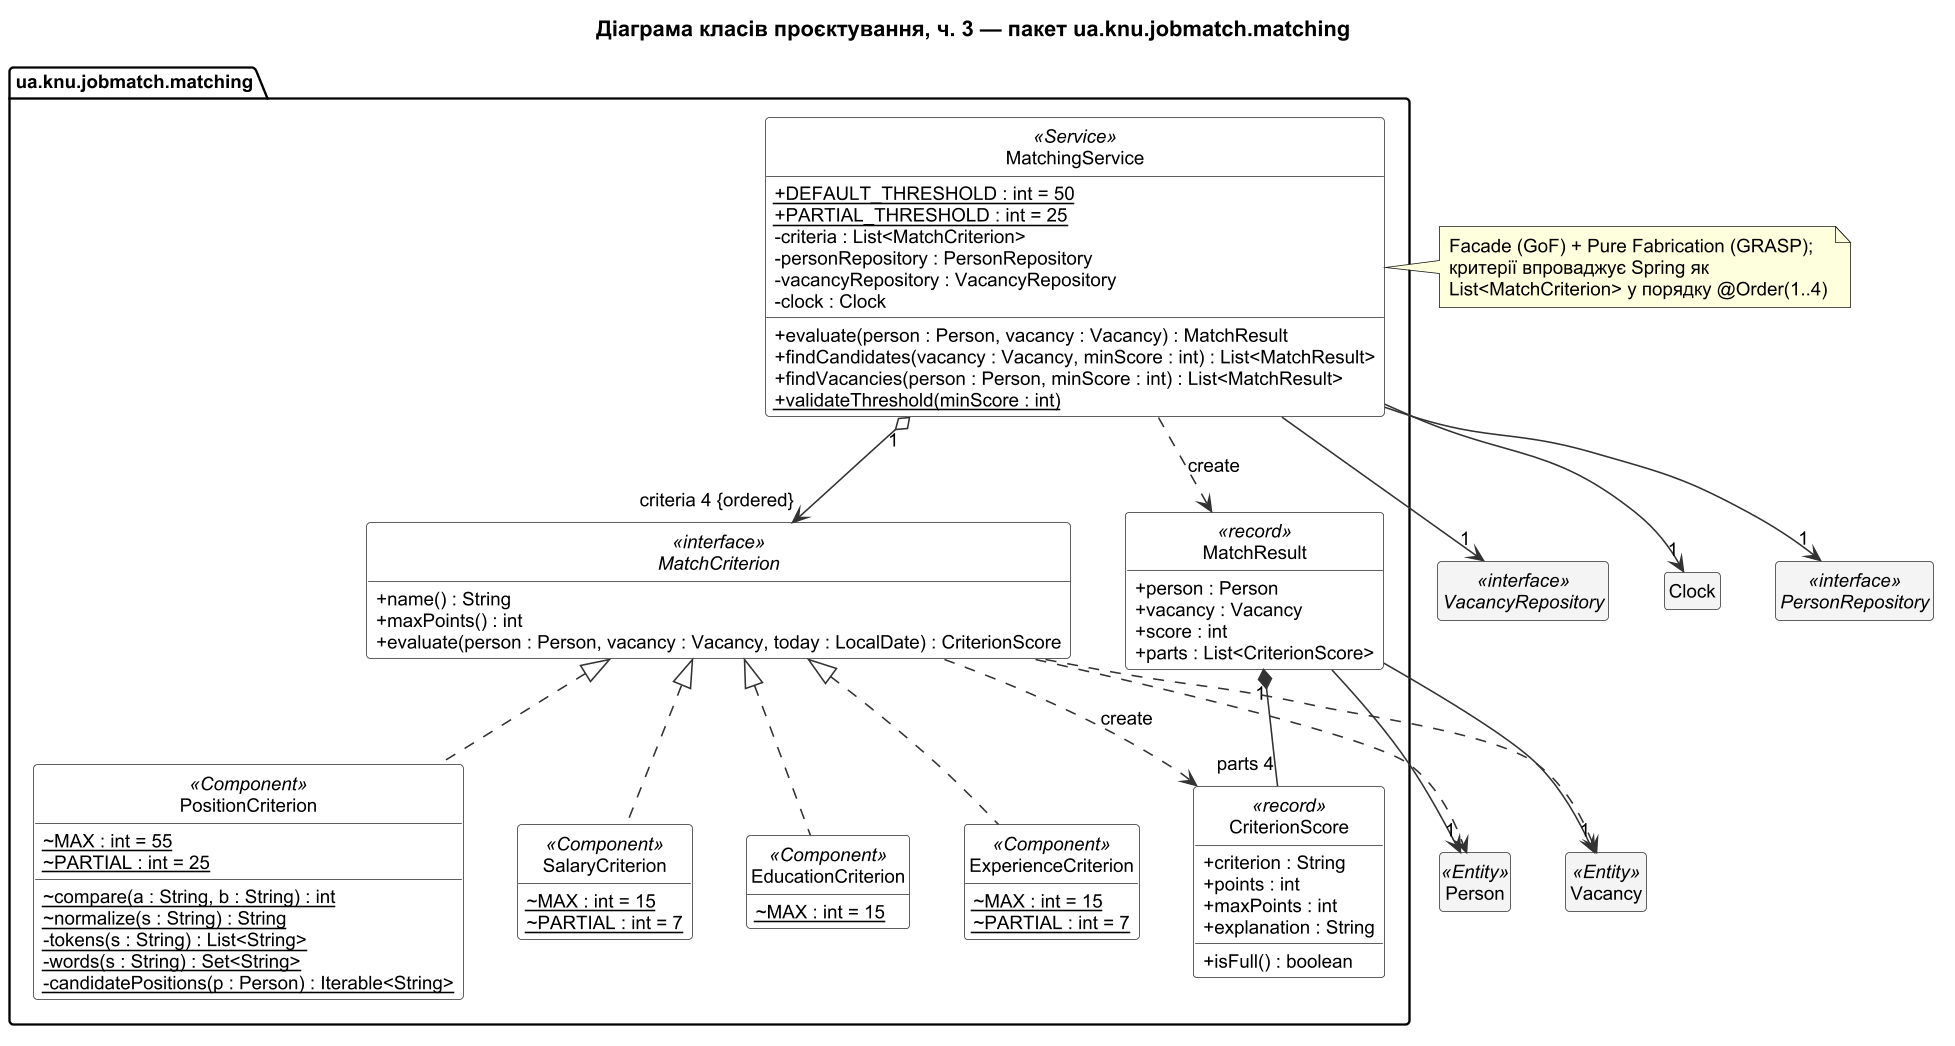 Діаграма класів проєктування, ч. 3 — пакет ua.knu.jobmatch.matching
ua.knu.jobmatch.matching
«Service»
MatchingService
+DEFAULT_THRESHOLD : int = 50
+PARTIAL_THRESHOLD : int = 25
-criteria : List<MatchCriterion>
-personRepository : PersonRepository
-vacancyRepository : VacancyRepository
-clock : Clock
+evaluate(person : Person, vacancy : Vacancy) : MatchResult
+findCandidates(vacancy : Vacancy, minScore : int) : List<MatchResult>
+findVacancies(person : Person, minScore : int) : List<MatchResult>
+validateThreshold(minScore : int)
Facade (GoF) + Pure Fabrication (GRASP);
критерії впроваджує Spring як
List<MatchCriterion> у порядку @Order(1..4)
1
create
criteria 4 {ordered}
«interface»
MatchCriterion
+name() : String
+maxPoints() : int
+evaluate(person : Person, vacancy : Vacancy, today : LocalDate) : CriterionScore
«record»
MatchResult
+person : Person
+vacancy : Vacancy
+score : int
+parts : List<CriterionScore>
1
«interface»
VacancyRepository
1
Clock
1
«interface»
PersonRepository
1
create
parts 4
«Component»
PositionCriterion
~MAX : int = 55
~PARTIAL : int = 25
~compare(a : String, b : String) : int
~normalize(s : String) : String
-tokens(s : String) : List<String>
-words(s : String) : Set<String>
-candidatePositions(p : Person) : Iterable<String>
«Component»
SalaryCriterion
~MAX : int = 15
~PARTIAL : int = 7
«Component»
EducationCriterion
~MAX : int = 15
«Component»
ExperienceCriterion
~MAX : int = 15
~PARTIAL : int = 7
«record»
CriterionScore
+criterion : String
+points : int
+maxPoints : int
+explanation : String
+isFull() : boolean
1
«Entity»
Person
1
«Entity»
Vacancy